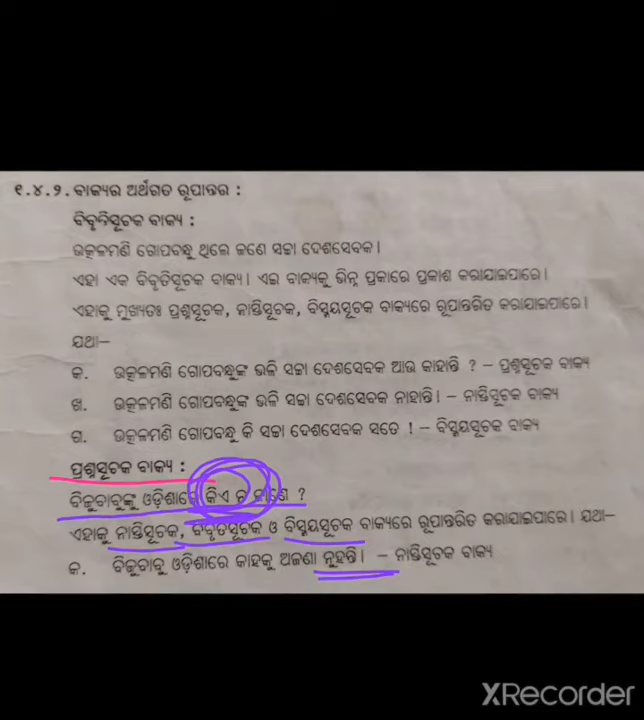 ୧.୪.୨. ବାକ୍ୟର ଅର୍ଥଗତ ରୂପାନ୍ତର :
ବିବୃତିସୂଚକ ବାକ୍ୟ :
ଉତ୍କଳମଣି ଗୋପବନ୍ଧୁ ଥିଲେ ଜଣେ ସଚ୍ଚା ଦେଶସେବକ।
ଏହା ଏକ ବିବୃତିସୂଚକ ବାକ୍ୟ। ଏଇ ବାକ୍ୟକୁ ଭିନ୍ନ ପ୍ରକାରେ ପ୍ରକାଶ କରାଯାଇପାରେ।
ଏହାକୁ ମୁଖ୍ୟତଃ ପ୍ରଶ୍ନସୂଚକ, ନାସ୍ତିସୂଚକ, ବିସ୍ମୟସୂଚକ ବାକ୍ୟରେ ରୂପାନ୍ତରିତ କରାଯାଇପାରେ।
ଯଥା–
କ. ଉତ୍କଳମଣି ଗୋପବନ୍ଧୁଙ୍କ ଭଳି ସଚ୍ଚା ଦେଶସେବକ ଆଉ କାହାନ୍ତି ? – ପ୍ରଶ୍ନସୂଚକ ବାକ୍ୟ
ଖ. ଉତ୍କଳମଣି ଗୋପବନ୍ଧୁଙ୍କ ଭଳି ସଚ୍ଚା ଦେଶସେବକ ନାହାନ୍ତି। – ନାସ୍ତିସୂଚକ ବାକ୍ୟ
ଗ. ଉତ୍କଳମଣି ଗୋପବନ୍ଧୁ କି ସଚ୍ଚା ଦେଶସେବକ ସତେ ! – ବିସ୍ମୟସୂଚକ ବାକ୍ୟ
ପ୍ରଶ୍ନସୂଚକ ବାକ୍ୟ :
ବିଜୁବାବୁଙ୍କୁ ଓଡ଼ିଶାରେ କିଏ ନ ଜାଣେ ?
ଏହାକୁ ନାସ୍ତିସୂଚକ, ବିବୃତିସୂଚକ ଓ ବିସ୍ମୟସୂଚକ ବାକ୍ୟରେ ରୂପାନ୍ତରିତ କରାଯାଇପାରେ। ଯଥା–
କ. ବିଜୁବାବୁ ଓଡ଼ିଶାରେ କାହାକୁ ଅଜଣା ନୁହନ୍ତି। – ନାସ୍ତିସୂଚକ ବାକ୍ୟ
XRecorder